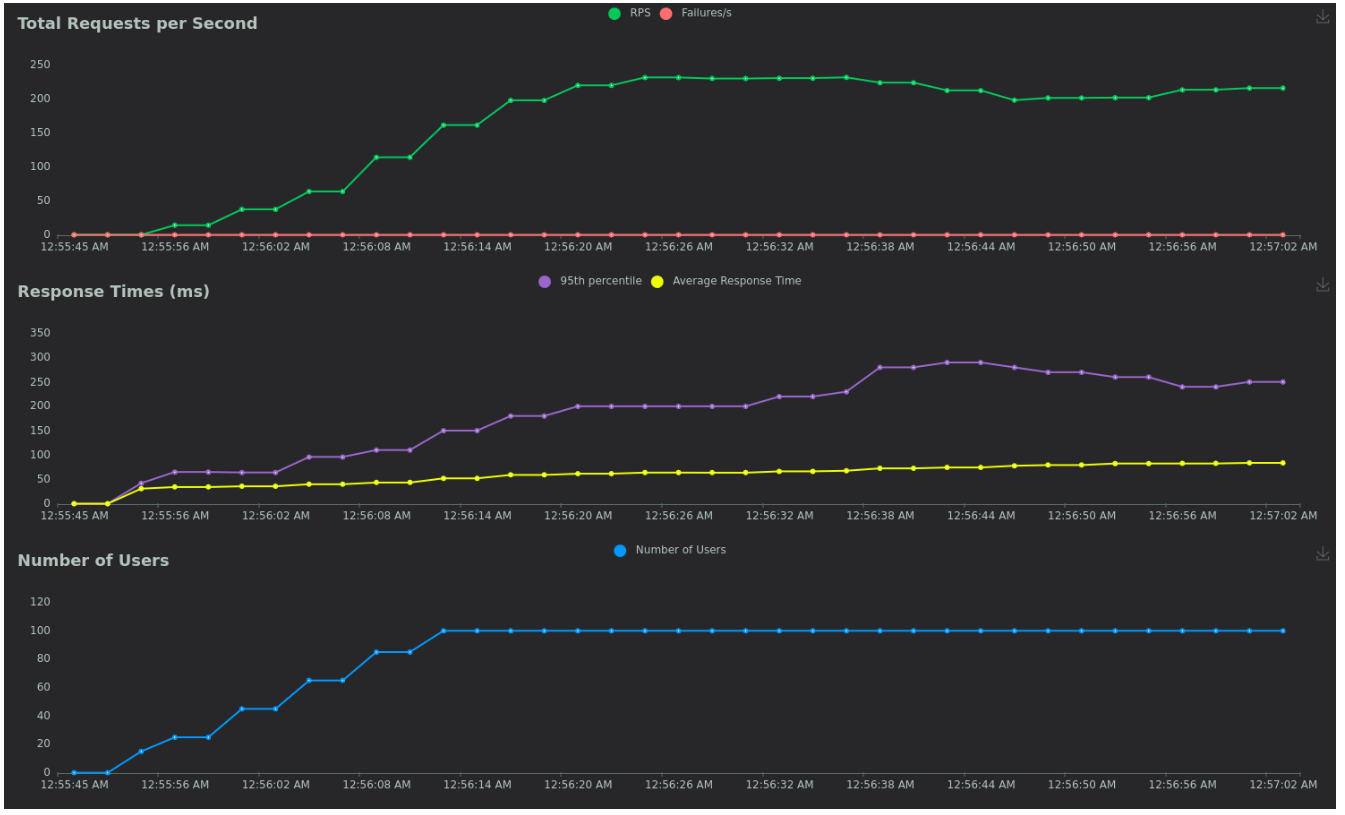 Total Requests per Second
RPS Failures/s
250
200
150
100
50
0
12:55:45 AM 12:55:56 AM 12:56:02 AM 12:56:08 AM 12:56:14 AM 12:56:20 AM 12:56:26 AM 12:56:32 AM 12:56:38 AM 12:56:44 AM 12:56:50 AM 12:56:56 AM 12:57:02 AM
Response Times (ms)
95th percentile Average Response Time
350
300
250
200
150
100
50
0
12:55:45 AM 12:55:56 AM 12:56:02 AM 12:56:08 AM 12:56:14 AM 12:56:20 AM 12:56:26 AM 12:56:32 AM 12:56:38 AM 12:56:44 AM 12:56:50 AM 12:56:56 AM 12:57:02 AM
Number of Users
Number of Users
120
100
80
60
40
20
0
12:55:45 AM 12:55:56 AM 12:56:02 AM 12:56:08 AM 12:56:14 AM 12:56:20 AM 12:56:26 AM 12:56:32 AM 12:56:38 AM 12:56:44 AM 12:56:50 AM 12:56:56 AM 12:57:02 AM